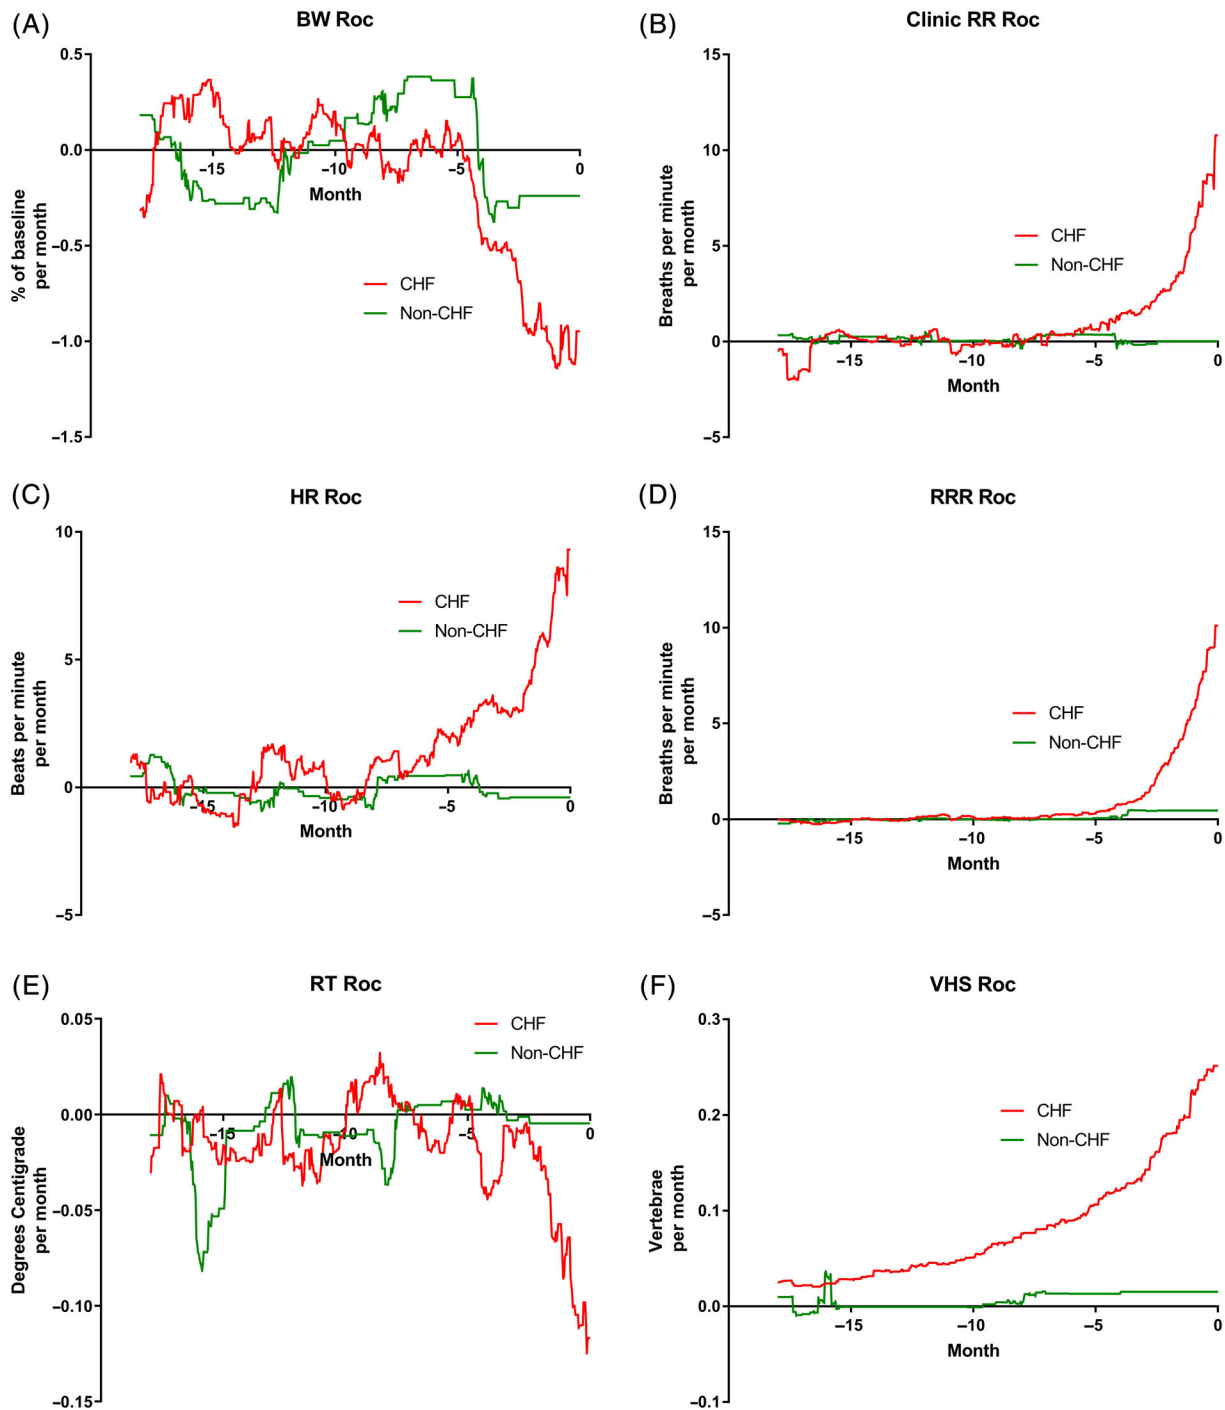 (A)
BW Roc
0.5
0.0
−0.5
−1.0
−1.5
−15
−10
−5
0
Month
% of baseline
per month
CHF
Non-CHF
(B)
Clinic RR Roc
15
10
5
0
−5
−15
−10
−5
0
Month
Breaths per minute
per month
CHF
Non-CHF
(C)
HR Roc
10
5
0
−5
−15
−10
−5
0
Month
Beats per minute
per month
CHF
Non-CHF
(D)
RRR Roc
15
10
5
0
−5
−15
−10
−5
0
Month
Breaths per minute
per month
CHF
Non-CHF
(E)
RT Roc
0.05
0.00
−0.05
−0.10
−0.15
−15
−10
−5
0
Month
Degrees Centigrade
per month
CHF
Non-CHF
(F)
VHS Roc
0.3
0.2
0.1
0.0
−0.1
−15
−10
−5
0
Month
Vertebrae
per month
CHF
Non-CHF